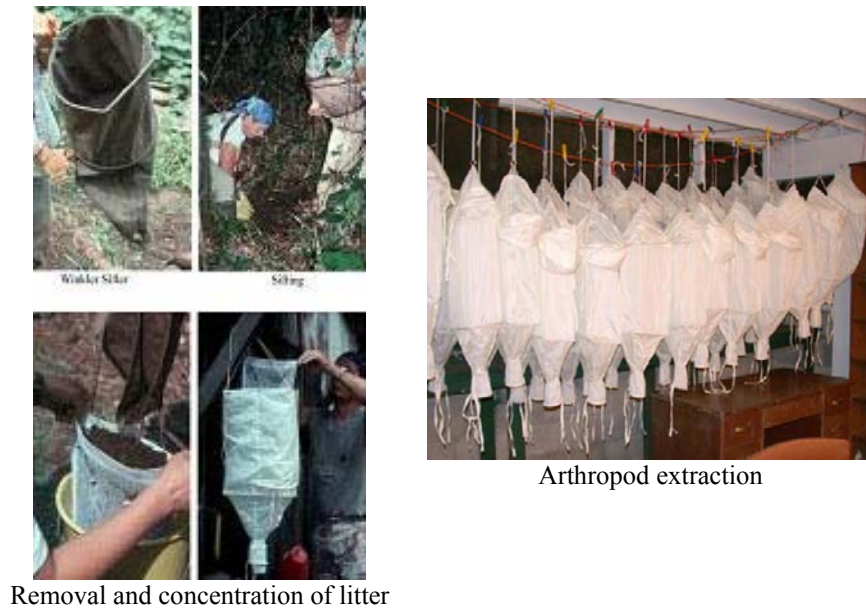 Winkler Sifter
Sifting
Arthropod extraction
Removal and concentration of litter